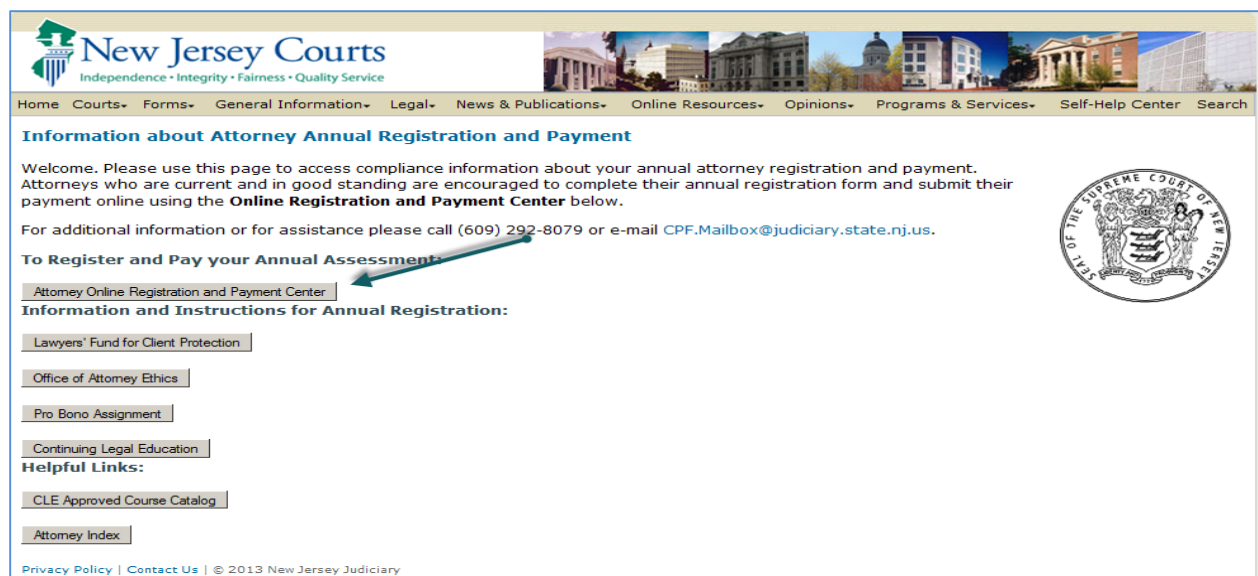 New Jersey Courts
Independence • Integrity • Fairness • Quality Service
Home Courts Forms General Information Legal News & Publications Online Resources Opinions Programs & Services Self-Help Center Search
Information about Attorney Annual Registration and Payment
Welcome. Please use this page to access compliance information about your annual attorney registration and payment.
Attorneys who are current and in good standing are encouraged to complete their annual registration form and submit their
payment online using the Online Registration and Payment Center below.
For additional information or for assistance please call (609) 292-8079 or e-mail CPF.Mailbox@judiciary.state.nj.us.
To Register and Pay your Annual Assessment:
Attorney Online Registration and Payment Center
Information and Instructions for Annual Registration:
Lawyers' Fund for Client Protection
Office of Attorney Ethics
Pro Bono Assignment
Continuing Legal Education
Helpful Links:
CLE Approved Course Catalog
Attorney Index
Privacy Policy | Contact Us | © 2013 New Jersey Judiciary
SEAL OF THE SUPREME COURT OF NEW JERSEY
LIBERTY AND PROSPERITY